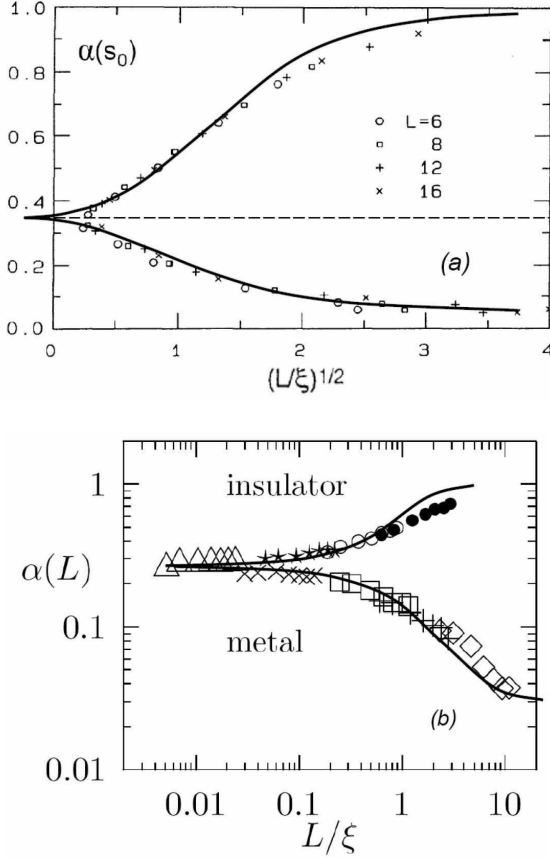 1.0
α(s₀)
0.8
L=6
8
0.6
12
16
0.4
0.2
(a)
0.0
0 1 2 3 4
(L/ξ)^1/2
insulator
1
α(L)
0.1
metal
(b)
0.01
0.01 0.1 1 10
L/ξ